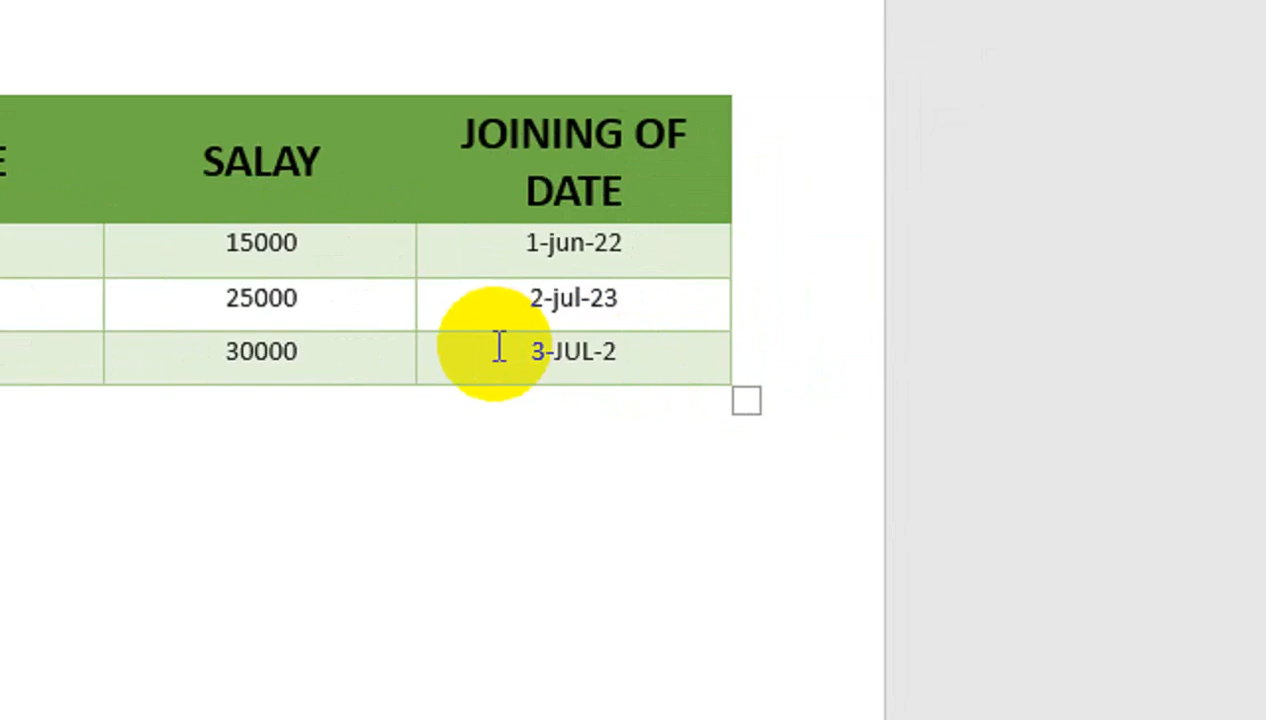 E SALAY JOINING OF
DATE
15000 1-jun-22
25000 2-jul-23
30000 3-JUL-2